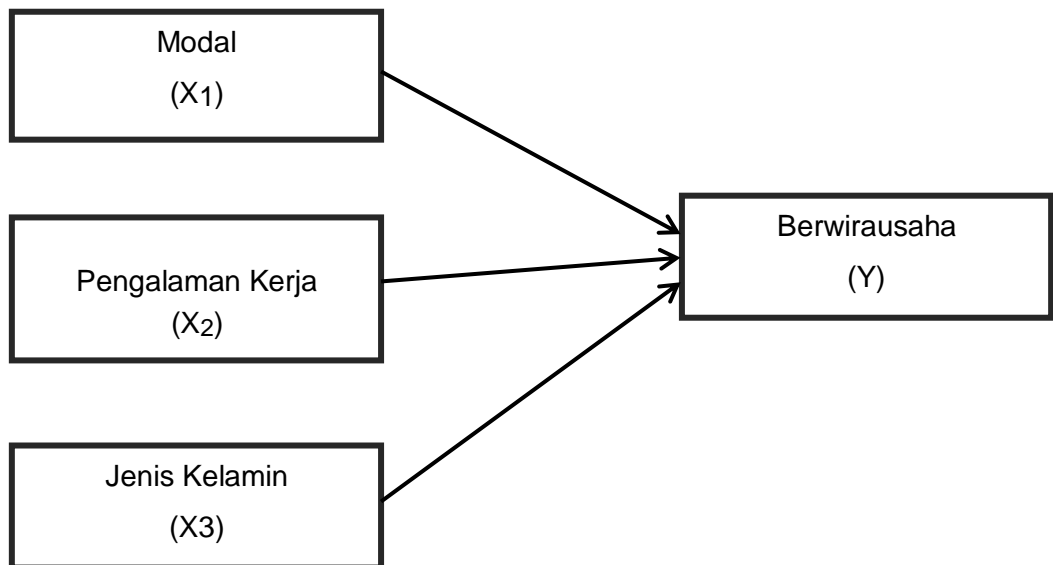 Modal
(X1)
Pengalaman Kerja
(X2)
Jenis Kelamin
(X3)
Berwirausaha
(Y)